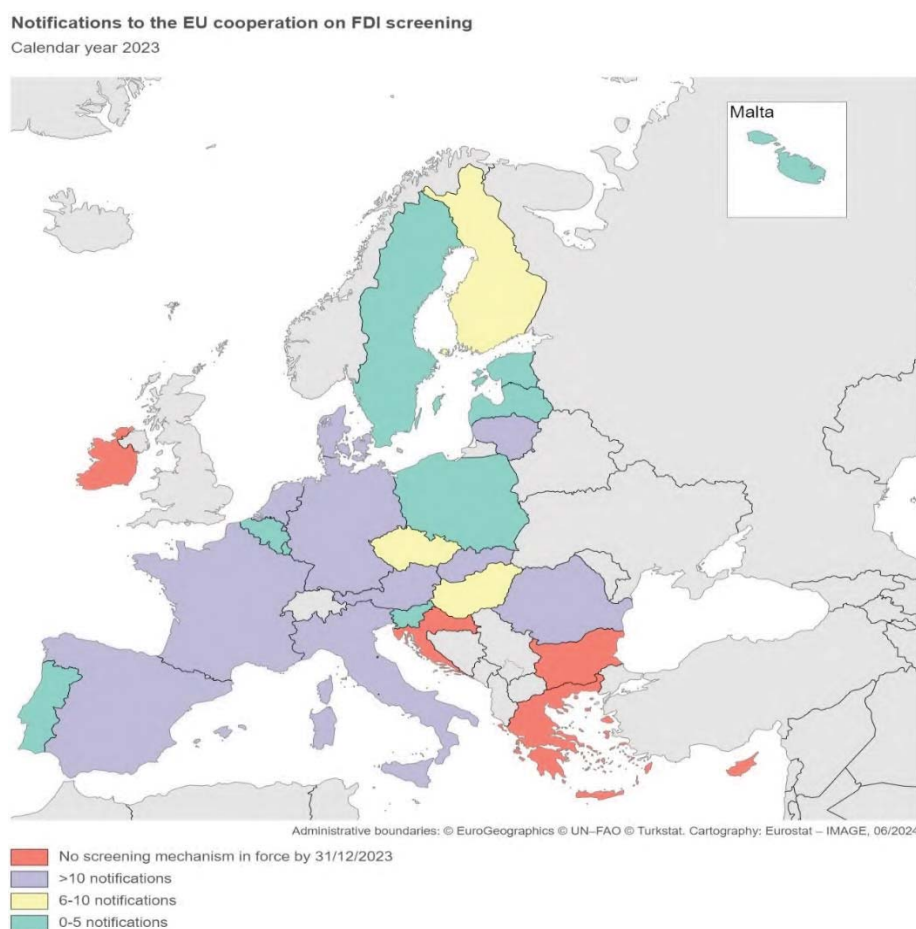 Notifications to the EU cooperation on FDI screening
Calendar year 2023
Malta
Administrative boundaries: © EuroGeographics © UN–FAO © Turkstat. Cartography: Eurostat – IMAGE, 06/2024
No screening mechanism in force by 31/12/2023
>10 notifications
6-10 notifications
0-5 notifications